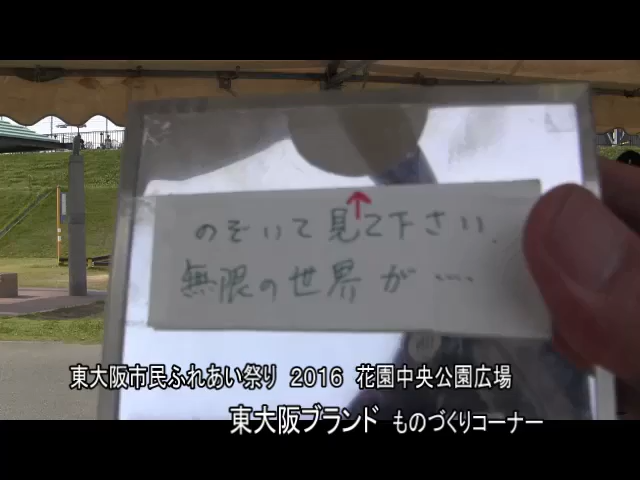 のぞいて見て下さい.
無限の世界が……
東大阪市民ふれあい祭り 2016 花園中央公園広場
東大阪ブランド ものづくりコーナー